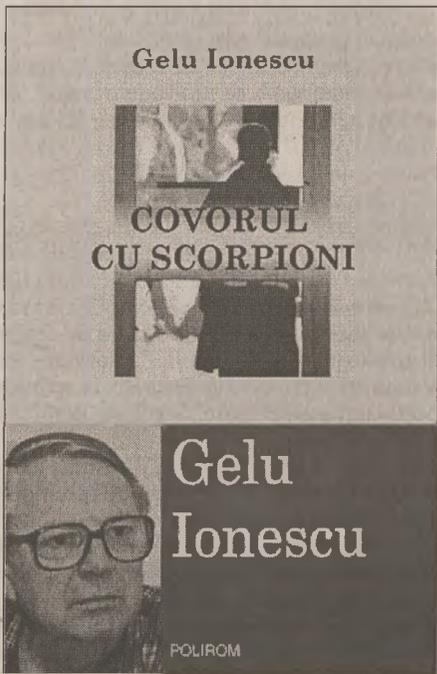 Gelu Ionescu
COVORUL
CU SCORPIONI
Gelu
Ionescu
POLIROM